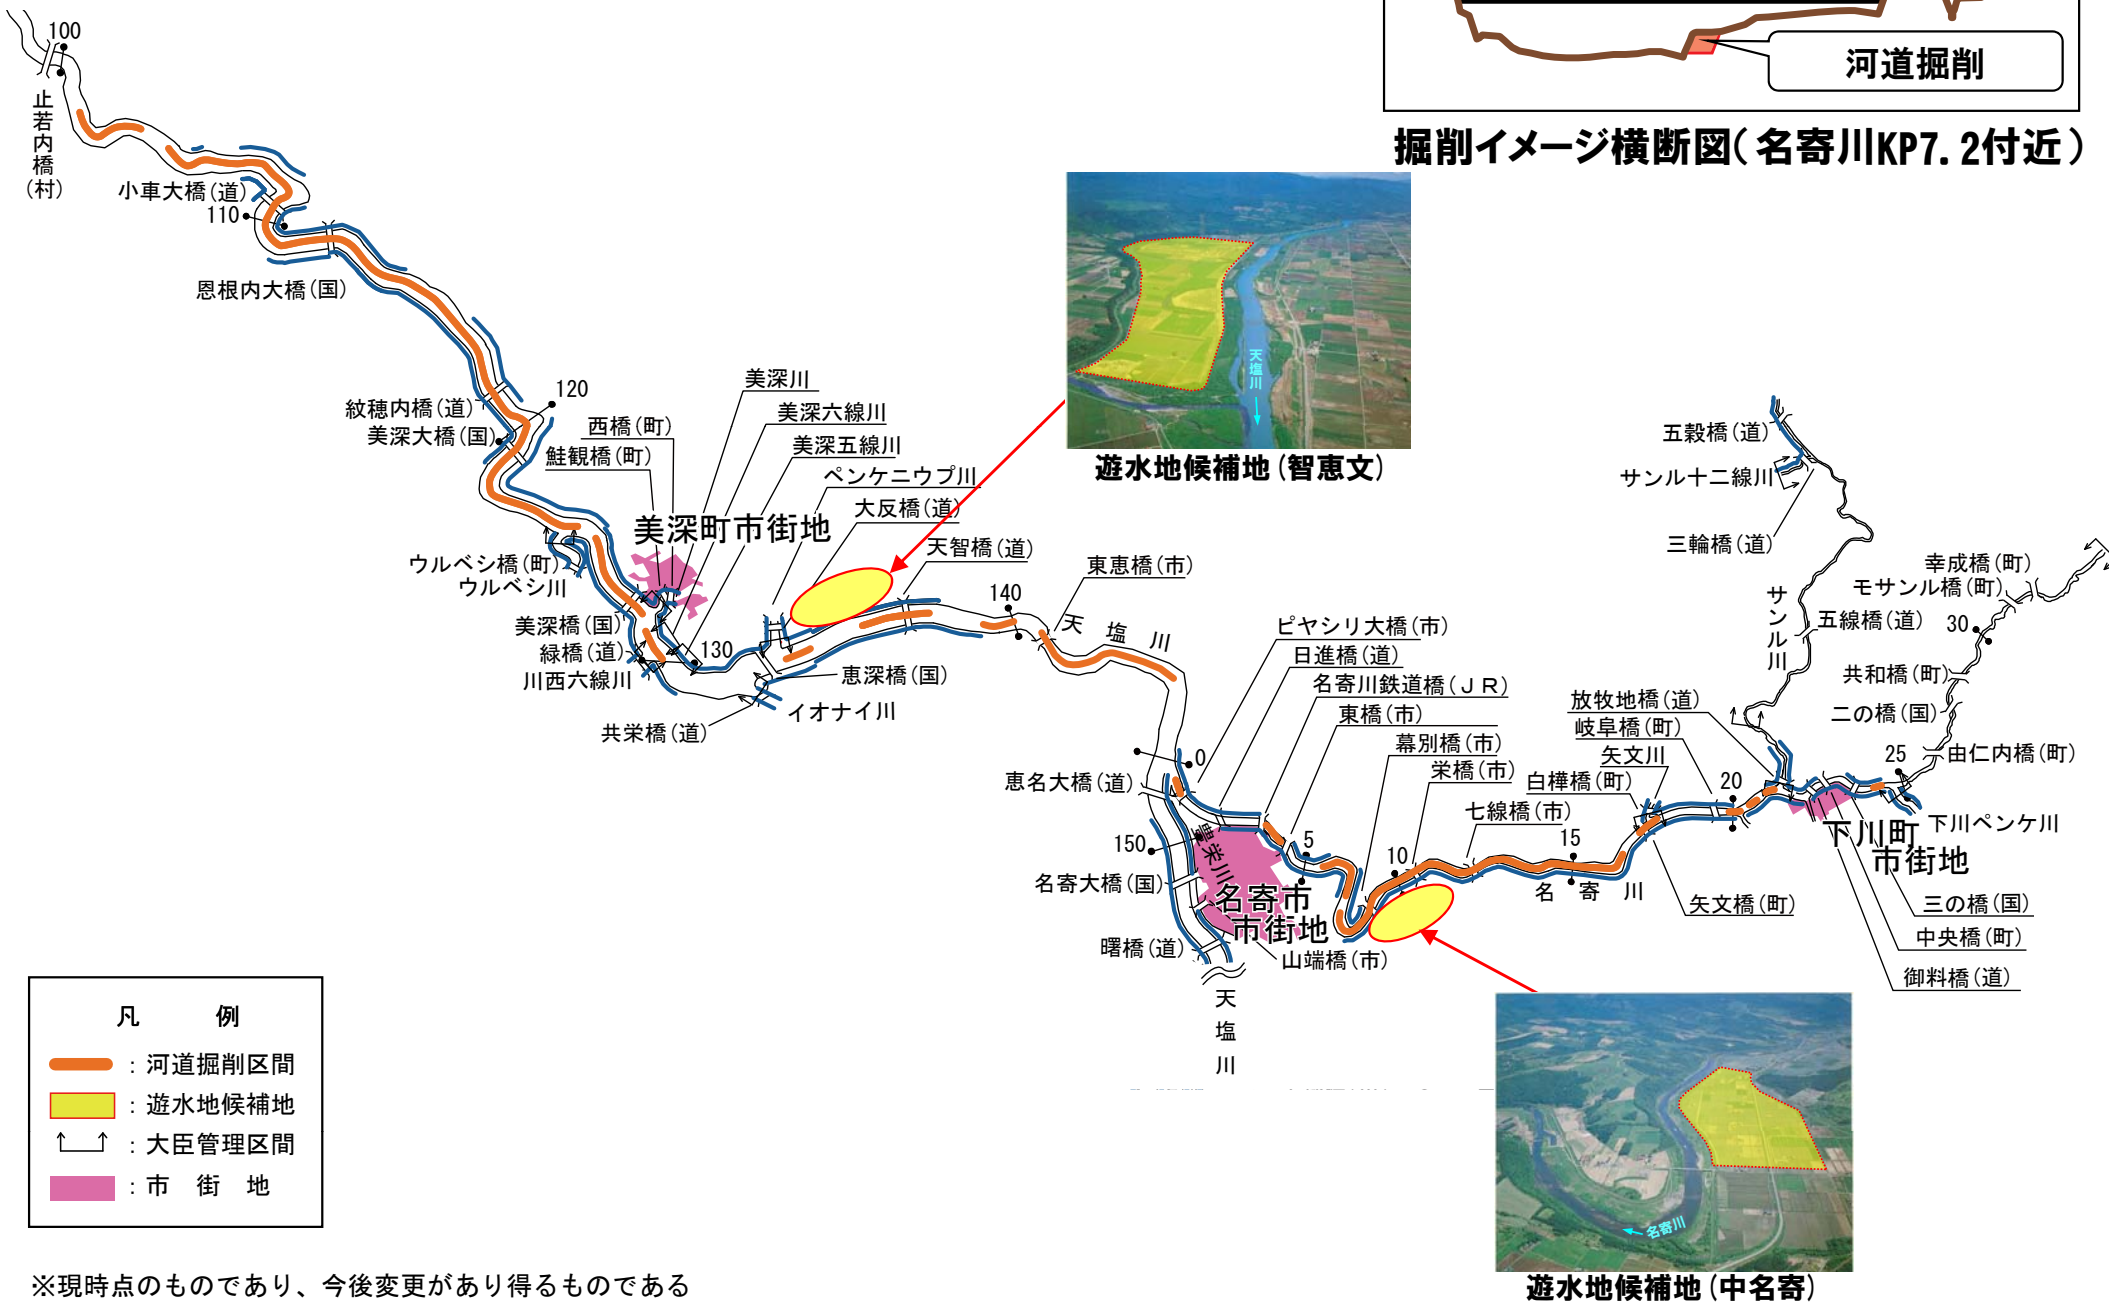 河道掘削
掘削イメージ横断図(名寄川KP7.2付近)
100
止若内橋(村)
小車大橋(道)
110
恩根内大橋(国)
天塩川
遊水地候補地(智恵文)
120
紋穂内橋(道)
美深大橋(国)
美深川
美深六線川
西橋(町)
美深五線川
鮭観橋(町)
ペンケニウプ川
大反橋(道)
美深町市街地
天智橋(道)
東恵橋(市)
ウルベシ橋(町)
ウルベシ川
美深橋(国)
緑橋(道)
川西六線川
130
140
天塩川
恵深橋(国)
イオナイ川
共栄橋(道)
五穀橋(道)
サンル十二線川
三輪橋(道)
サンル川
幸成橋(町)
モサンル橋(町)
五線橋(道)
30
共和橋(町)
二の橋(国)
由仁内橋(町)
25
ピヤシリ大橋(市)
日進橋(道)
名寄川鉄道橋(JR)
東橋(市)
幕別橋(市)
栄橋(市)
七線橋(市)
放牧地橋(道)
岐阜橋(町)
矢文川
白樺橋(町)
0
恵名大橋(道)
150
豊栄川
5
10
15
20
名寄大橋(国)
名寄市
市街地
曙橋(道)
山端橋(市)
天塩川
名寄川
矢文橋(町)
下川町
市街地
下川ペンケ川
三の橋(国)
中央橋(町)
御料橋(道)
名寄川
遊水地候補地(中名寄)
凡 例
:河道掘削区間
:遊水地候補地
:大臣管理区間
:市 街 地
※現時点のものであり、今後変更があり得るものである